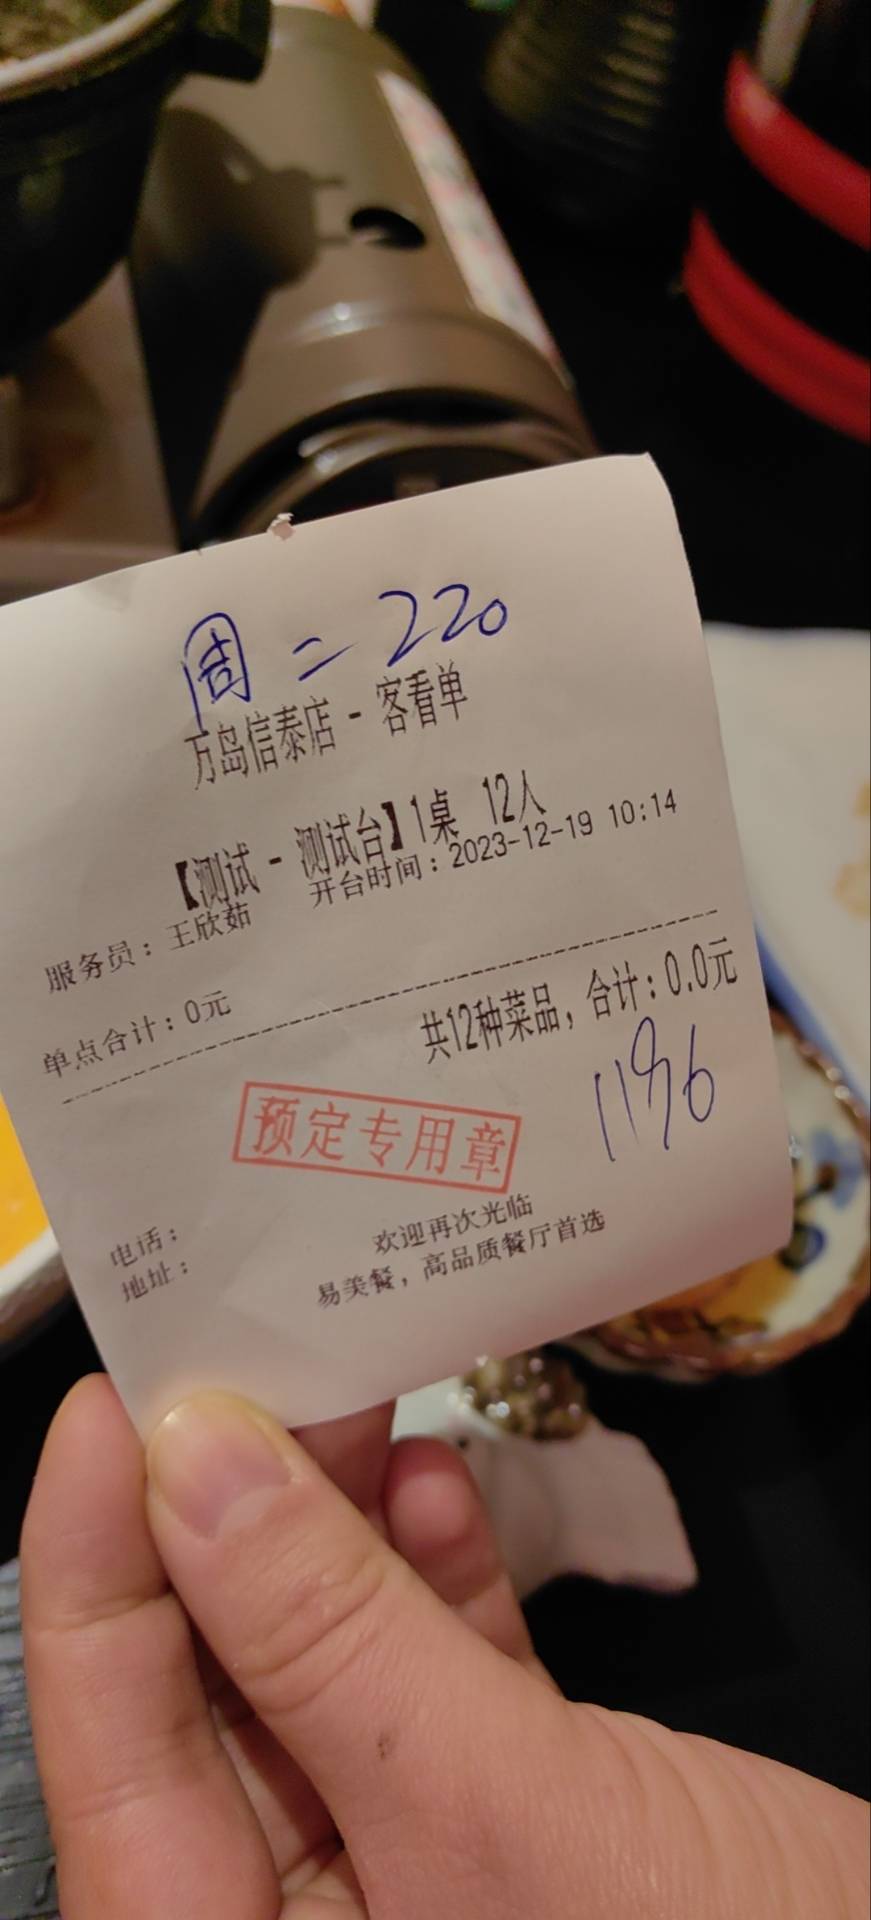 周二 220
万岛信泰店 - 客看单
【测试 - 测试台】1桌 12人
服务员：王欣茹 开台时间：2023-12-19 10:14
单点合计：0元
共12种菜品，合计：0.0元
预定专用章
电话：
地址：
欢迎再次光临
易美餐，高品质餐厅首选